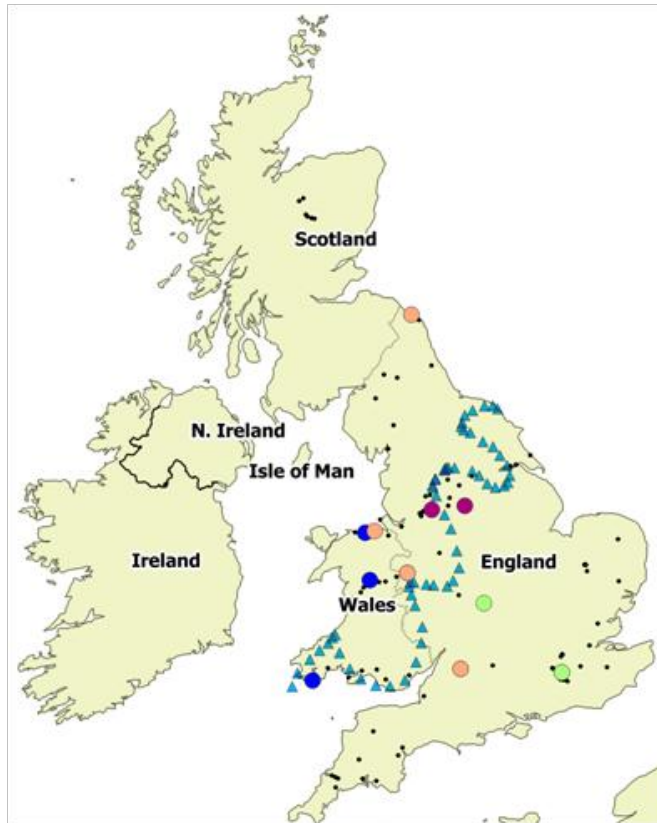 Scotland
N. Ireland
Isle of Man
Ireland
England
Wales